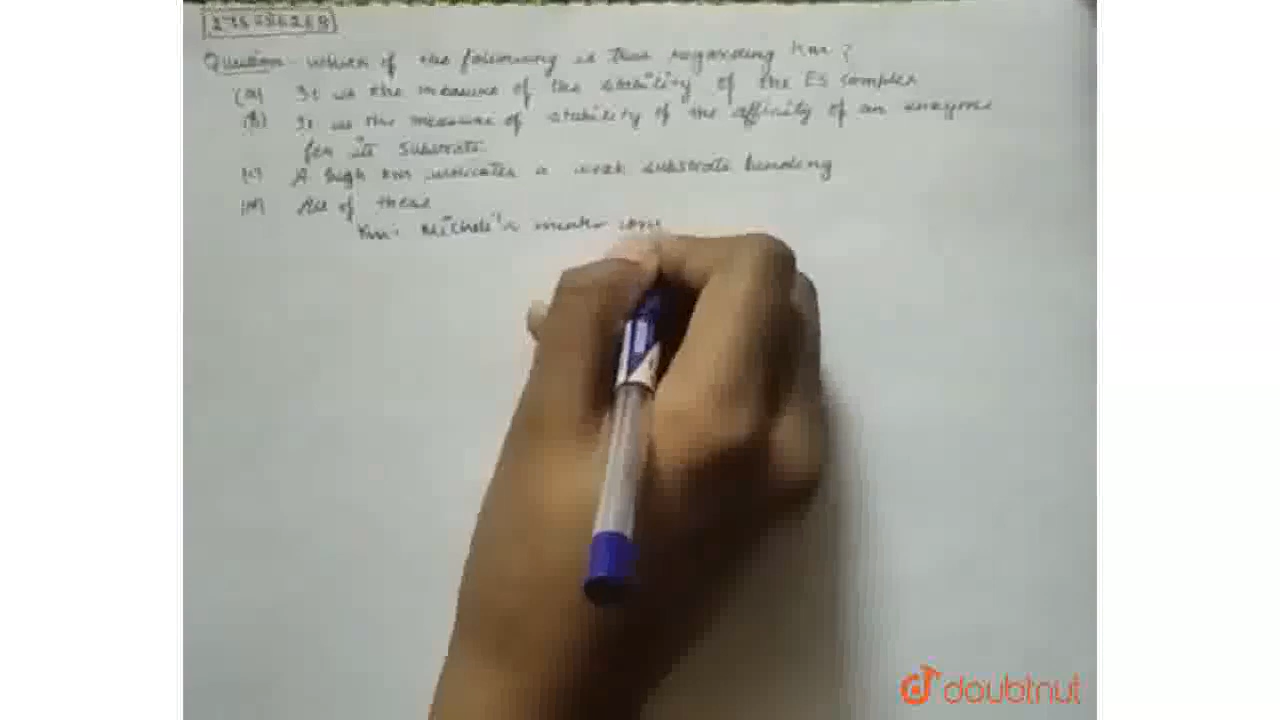 Question- which of the following is true regarding km?
(a) It is the measure of the stability of the ES complex
(b) It is the measure of stability of the affinity of an enzyme
for its substrate.
(c) A high km indicates a weak substrate binding
(d) All of these
Km:
doubtnut